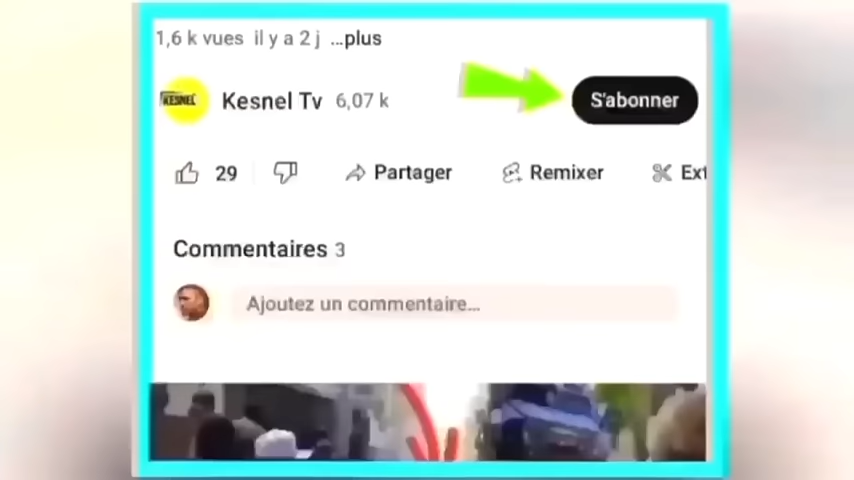 1,6 k vues il y a 2 j ...plus
KESNEL
Kesnel Tv 6,07 k
S'abonner
29
Partager
Remixer
Ext
Commentaires 3
Ajoutez un commentaire...